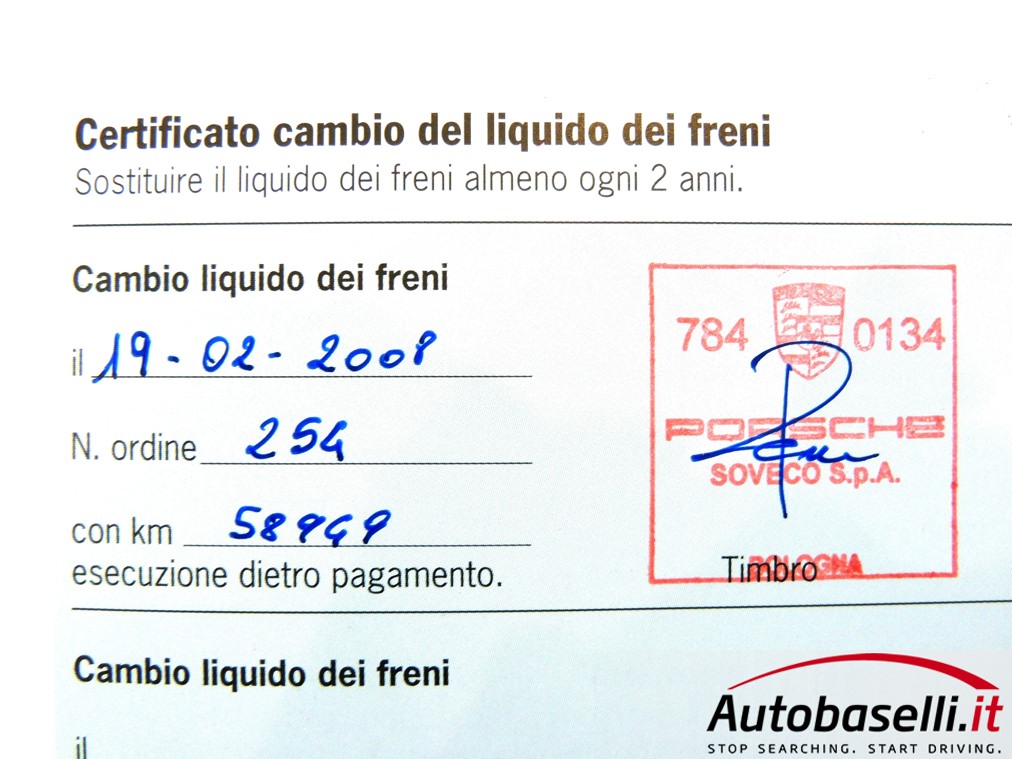 Certificato cambio del liquido dei freni
Sostituire il liquido dei freni almeno ogni 2 anni.
Cambio liquido dei freni
il 19-02-2008
N. ordine 254
con km 58949
esecuzione dietro pagamento.
784 0134
PORSCHE
SOVECO S.p.A.
BOLOGNA
Timbro
Cambio liquido dei freni
il
Autobaselli.it
STOP SEARCHING. START DRIVING.